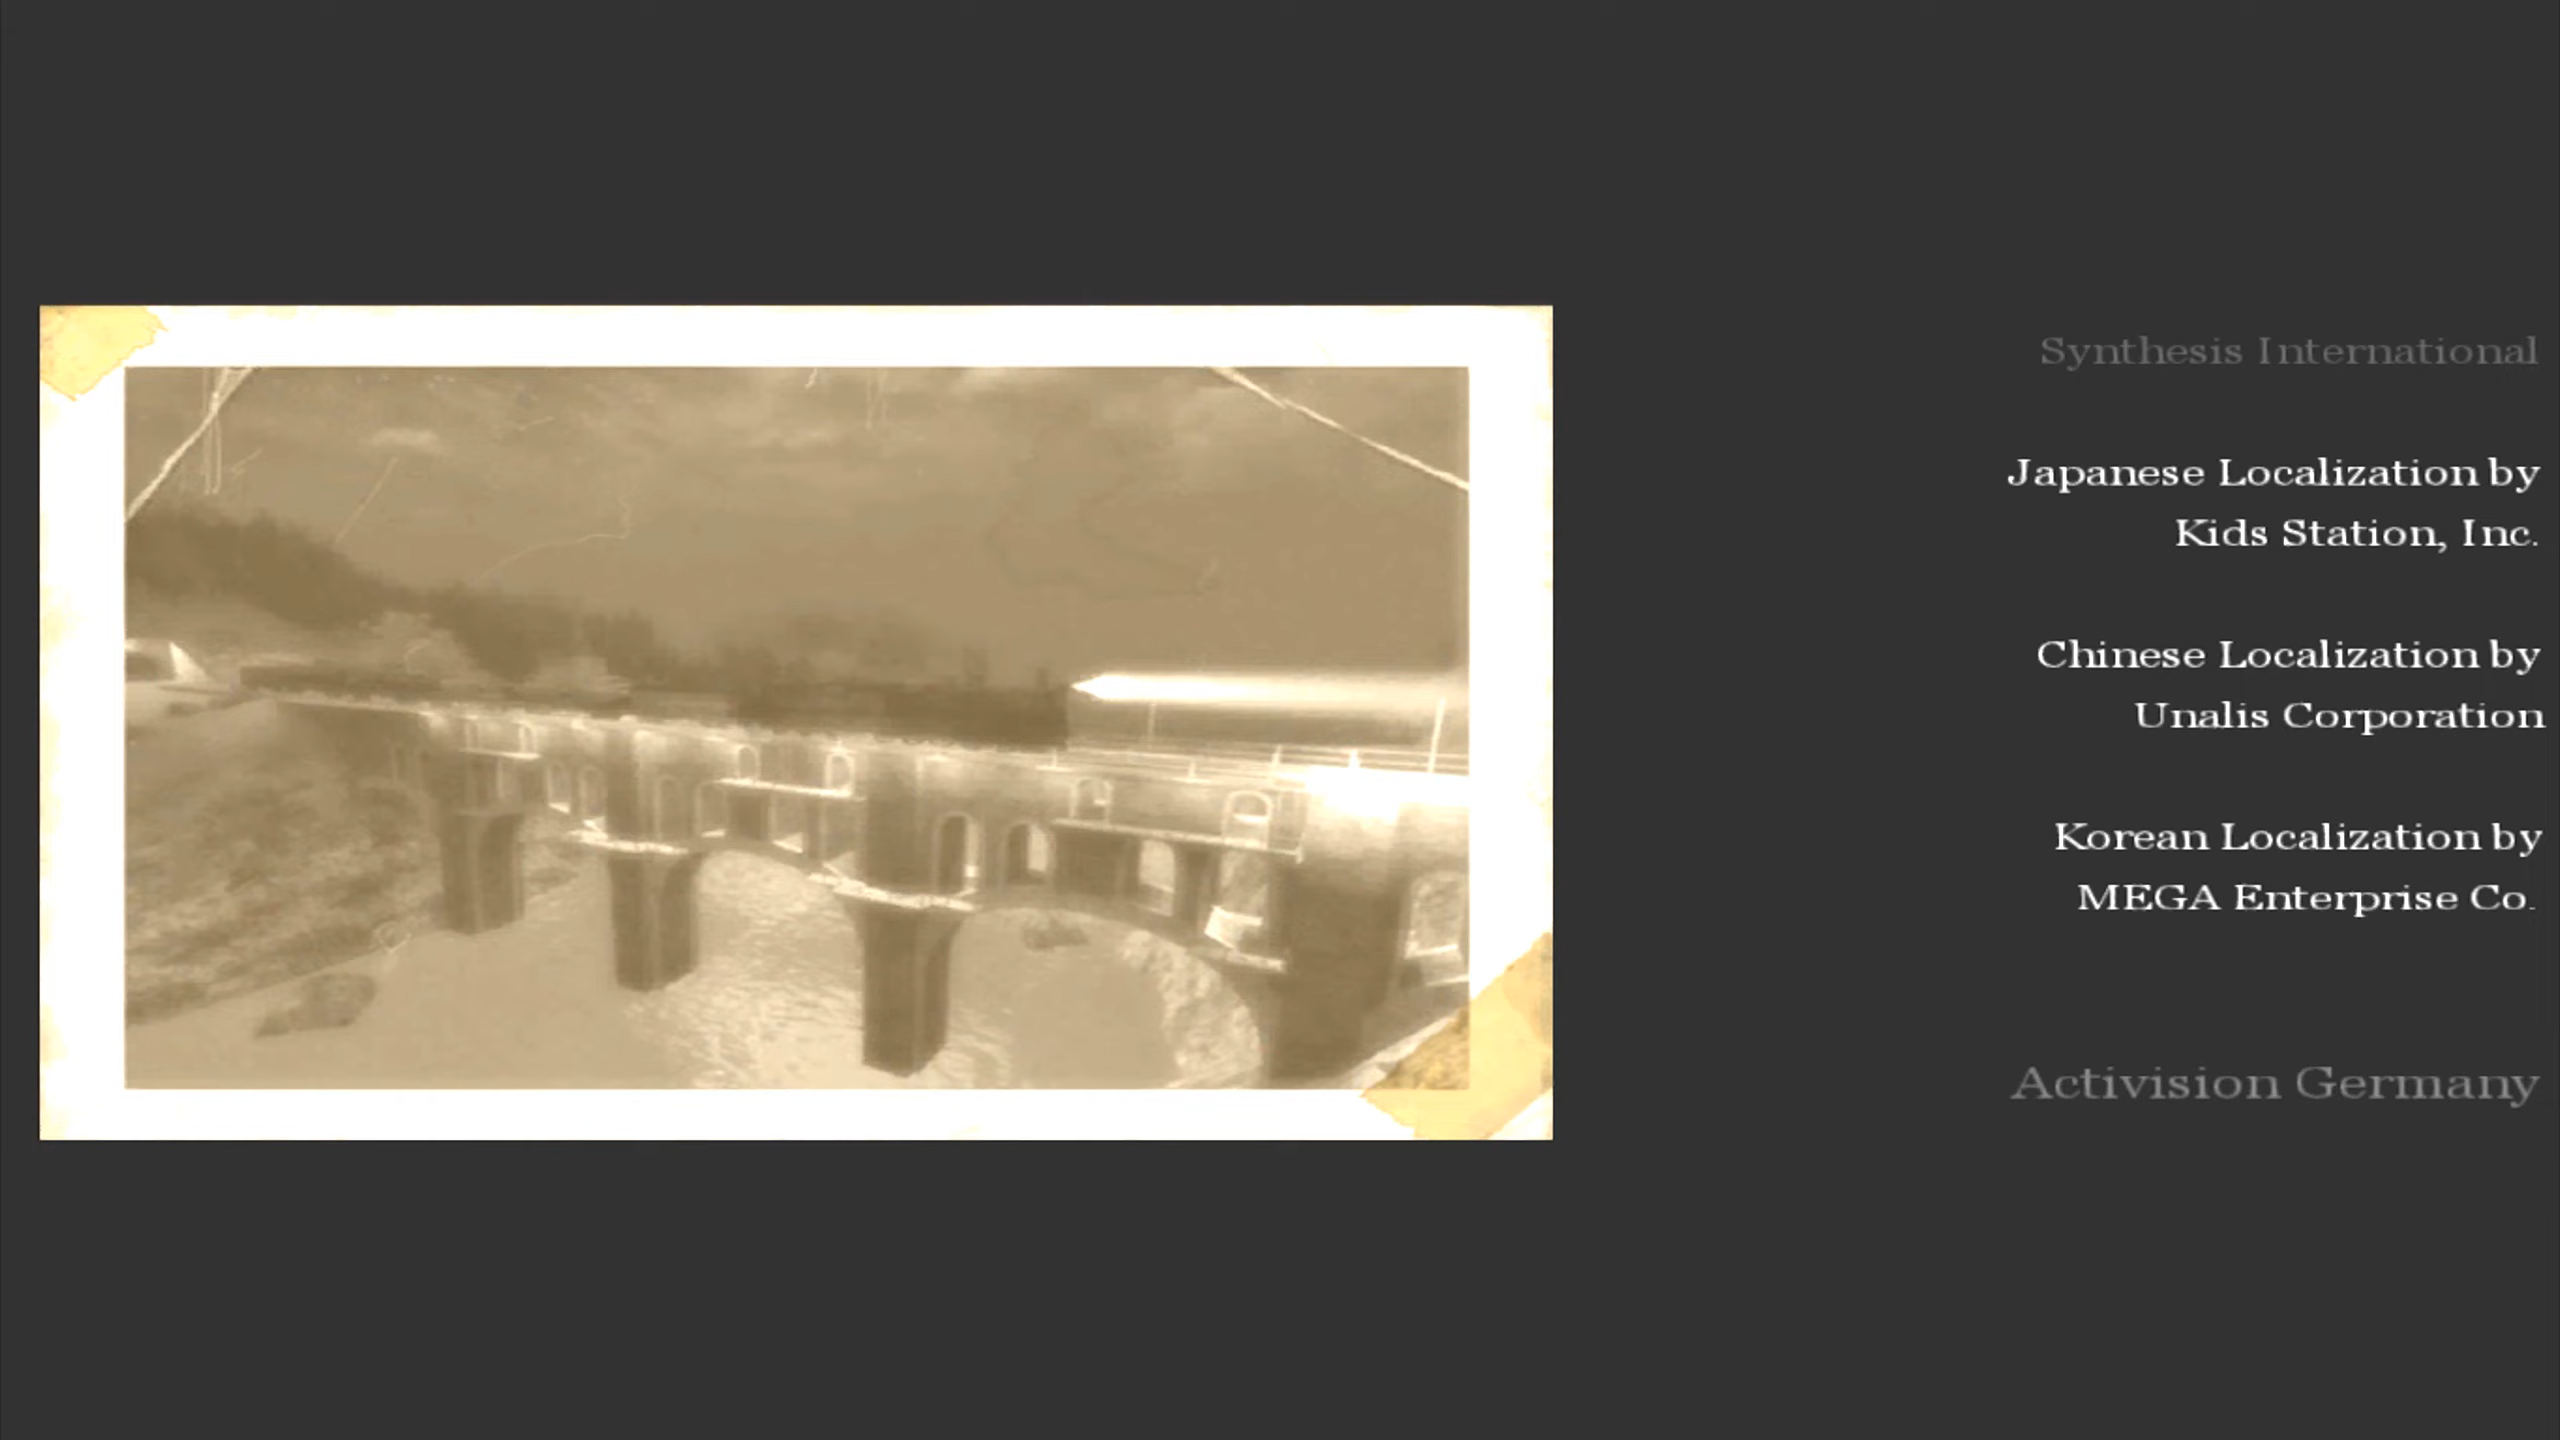 Synthesis International
Japanese Localization by
Kids Station, Inc.
Chinese Localization by
Unalis Corporation
Korean Localization by
MEGA Enterprise Co.
Activision Germany